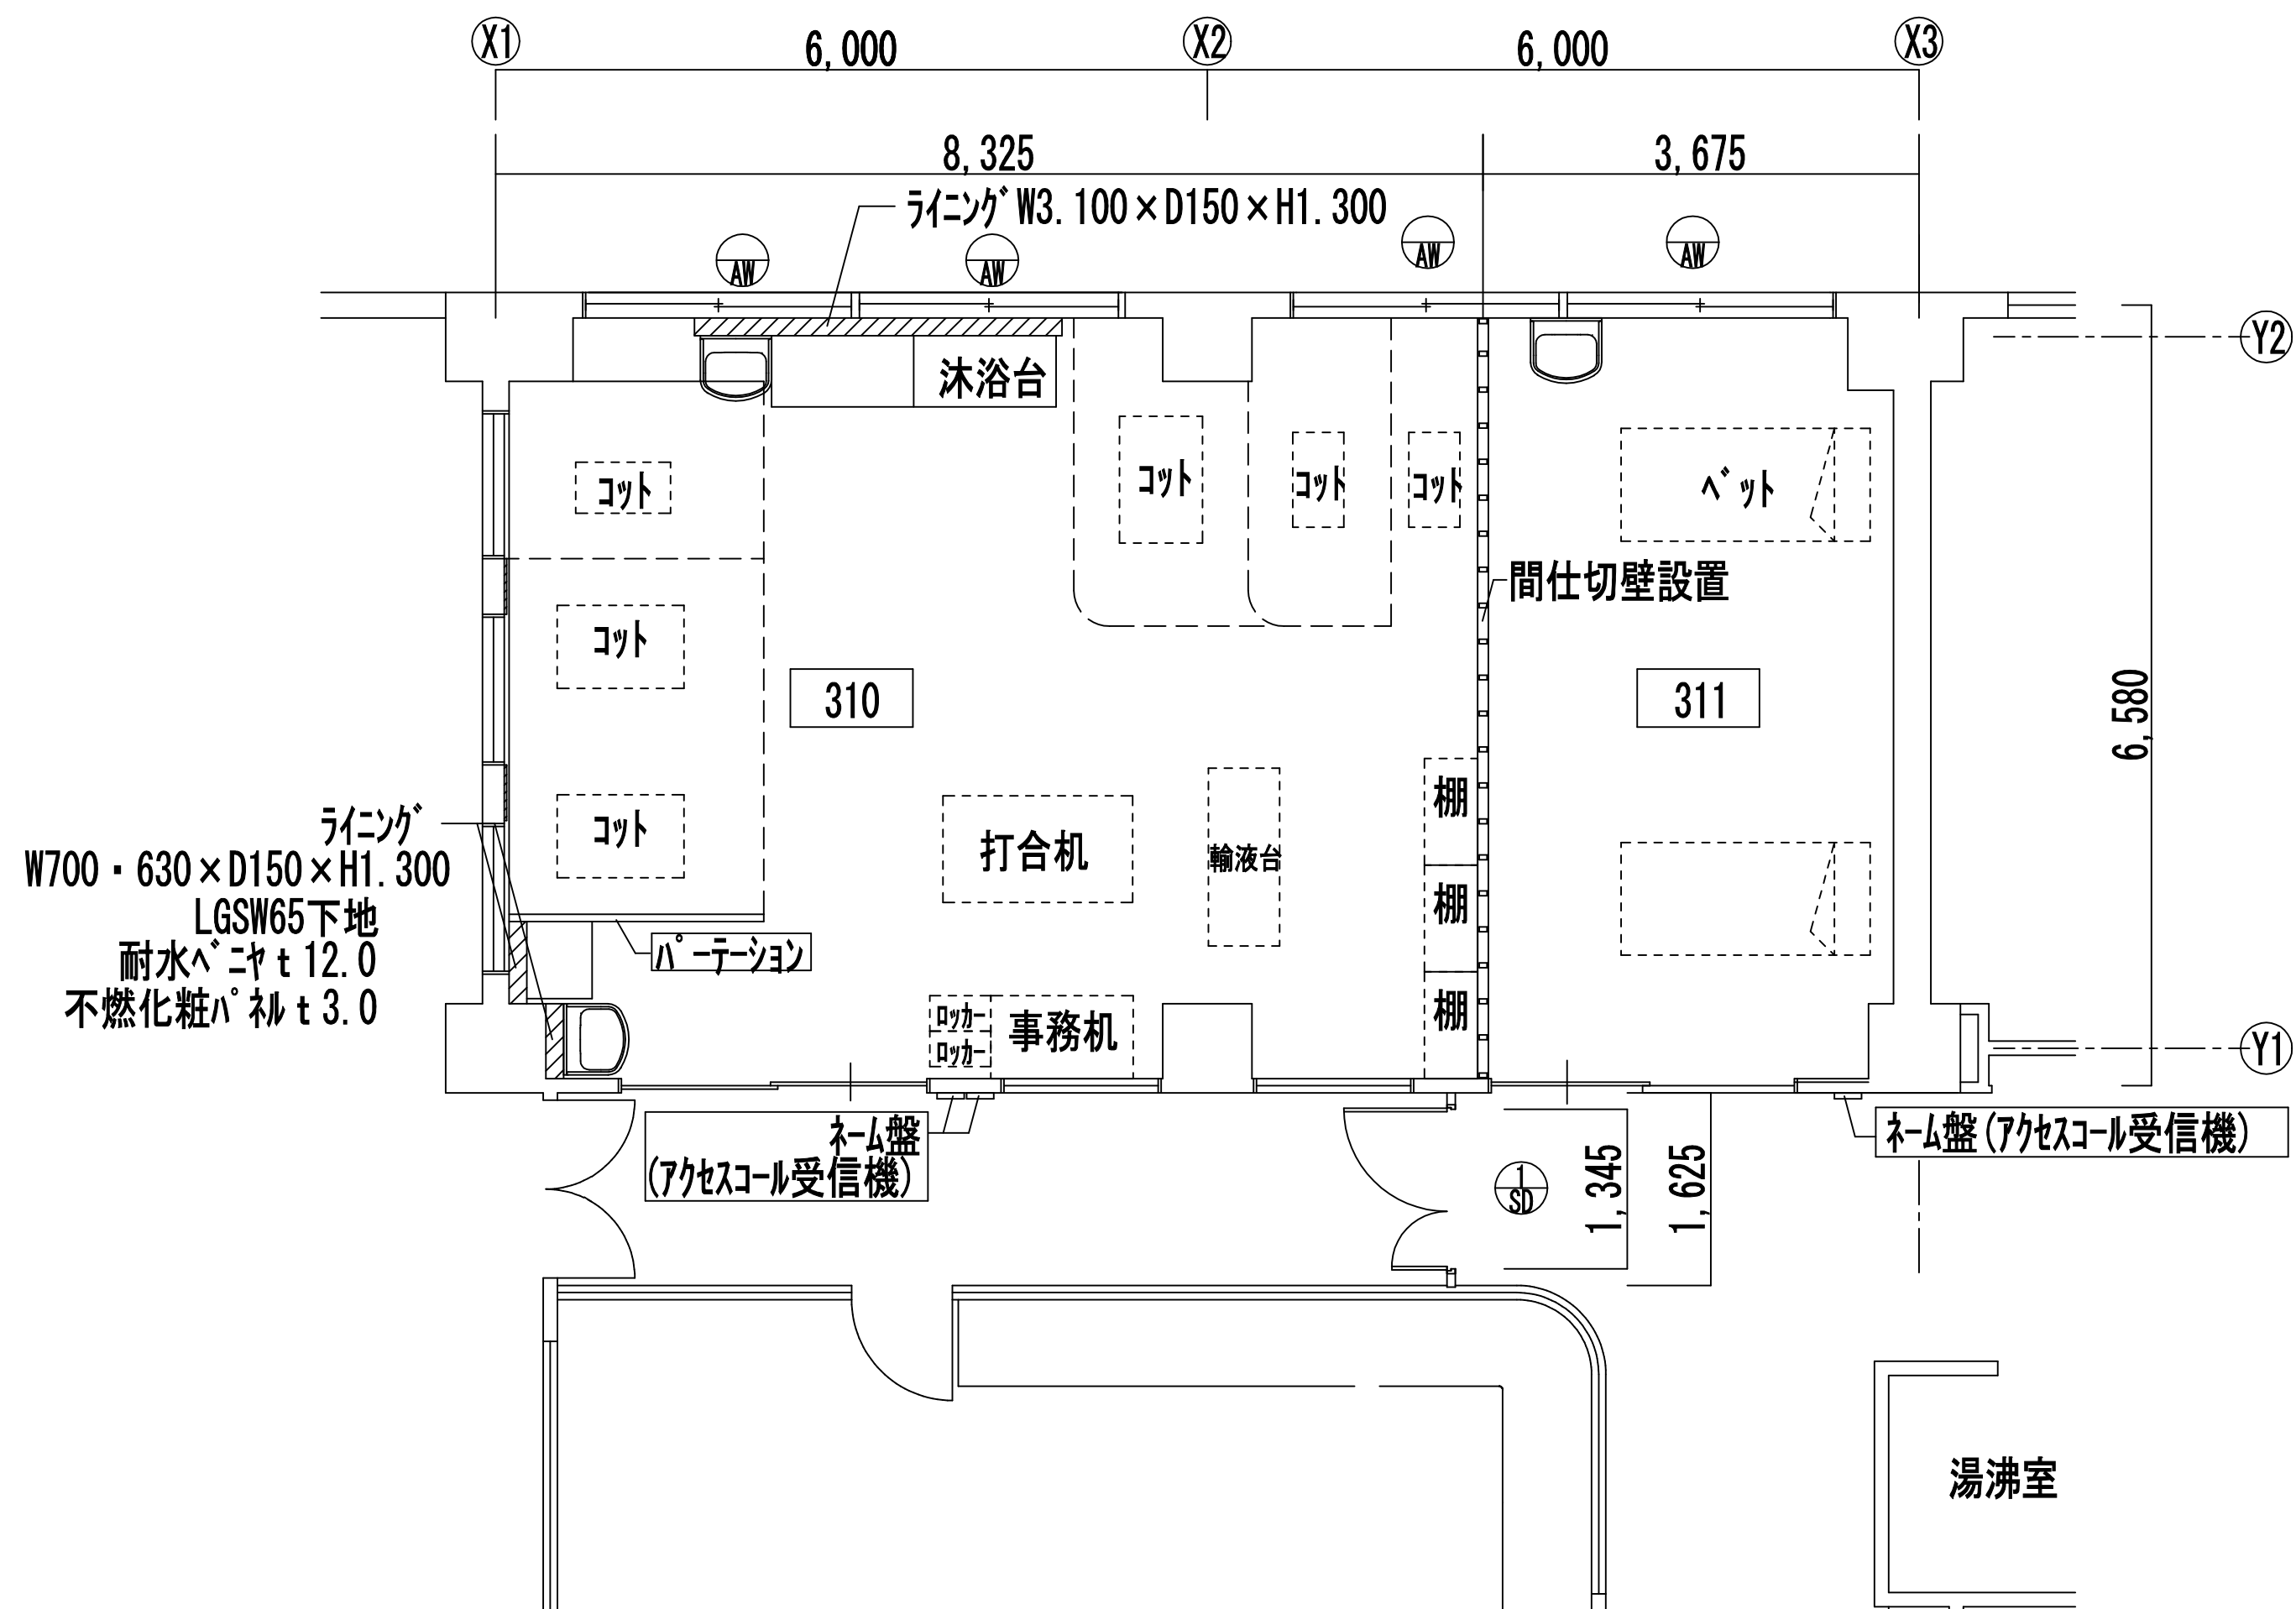 X1
6,000
X2
6,000
X3
8,325
3,675
ﾗｲﾆﾝｸﾞW3.100×D150×H1.300
AW
AW
AW
AW
Y2
沐浴台
ｺｯﾄ
ｺｯﾄ
ｺｯﾄ
ｺｯﾄ
ﾍﾞｯﾄ
間仕切壁設置
ｺｯﾄ
310
311
6,580
ｺｯﾄ
棚
打合机
輸液台
棚
棚
ﾗｲﾆﾝｸﾞ
W700・630×D150×H1.300
LGSW65下地
耐水ﾍﾞﾆﾔt12.0
不燃化粧ﾊﾟﾈﾙt3.0
ﾊﾟｰﾃｰｼｮﾝ
ﾛｯｶｰ
ﾛｯｶｰ
事務机
Y1
ﾈｰﾑ盤
(ｱｸｾｽｺｰﾙ受信機)
1
SD
1,345
1,625
ﾈｰﾑ盤(ｱｸｾｽｺｰﾙ受信機)
湯沸室